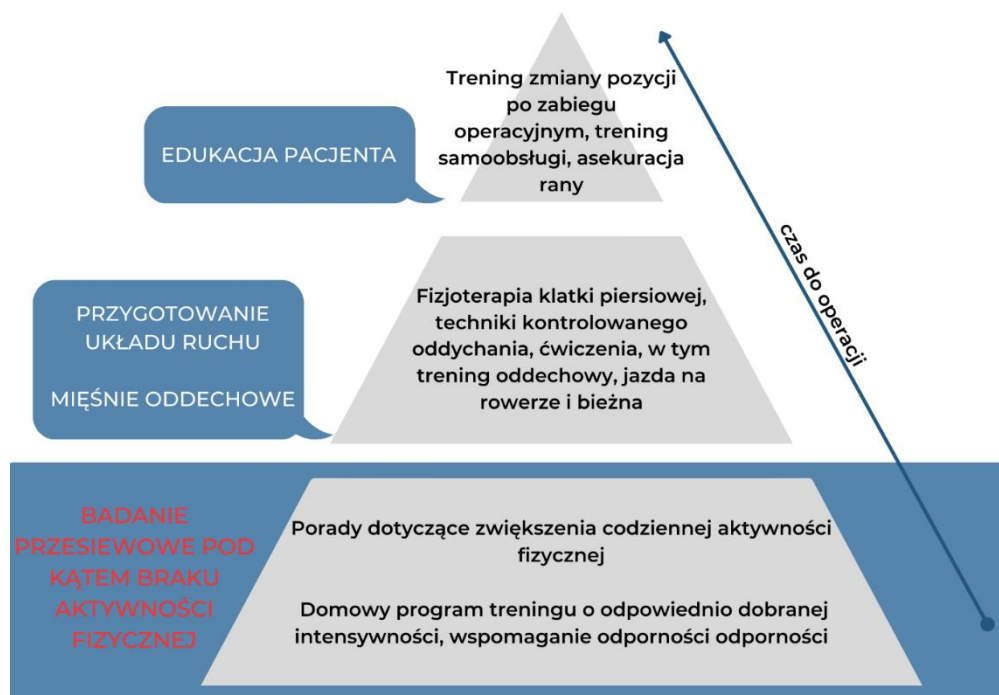 Trening zmiany pozycji
po zabiegu
operacyjnym, trening
samoobsługi, asekuracja
rany
EDUKACJA PACJENTA
czas do operacji
PRZYGOTOWANIE
UKŁADU RUCHU
MIĘŚNIE ODDECHOWE
Fizjoterapia klatki piersiowej,
techniki kontrolowanego
oddychania, ćwiczenia, w tym
trening oddechowy, jazda na
rowerze i bieżna
BADANIE
PRZESIEWOWE POD
KĄTEM BRAKU
AKTYWNOŚCI
FIZYCZNEJ
Porady dotyczące zwiększenia codziennej aktywności
fizycznej
Domowy program treningu o odpowiednio dobranej
intensywności, wspomaganie odporności odporności